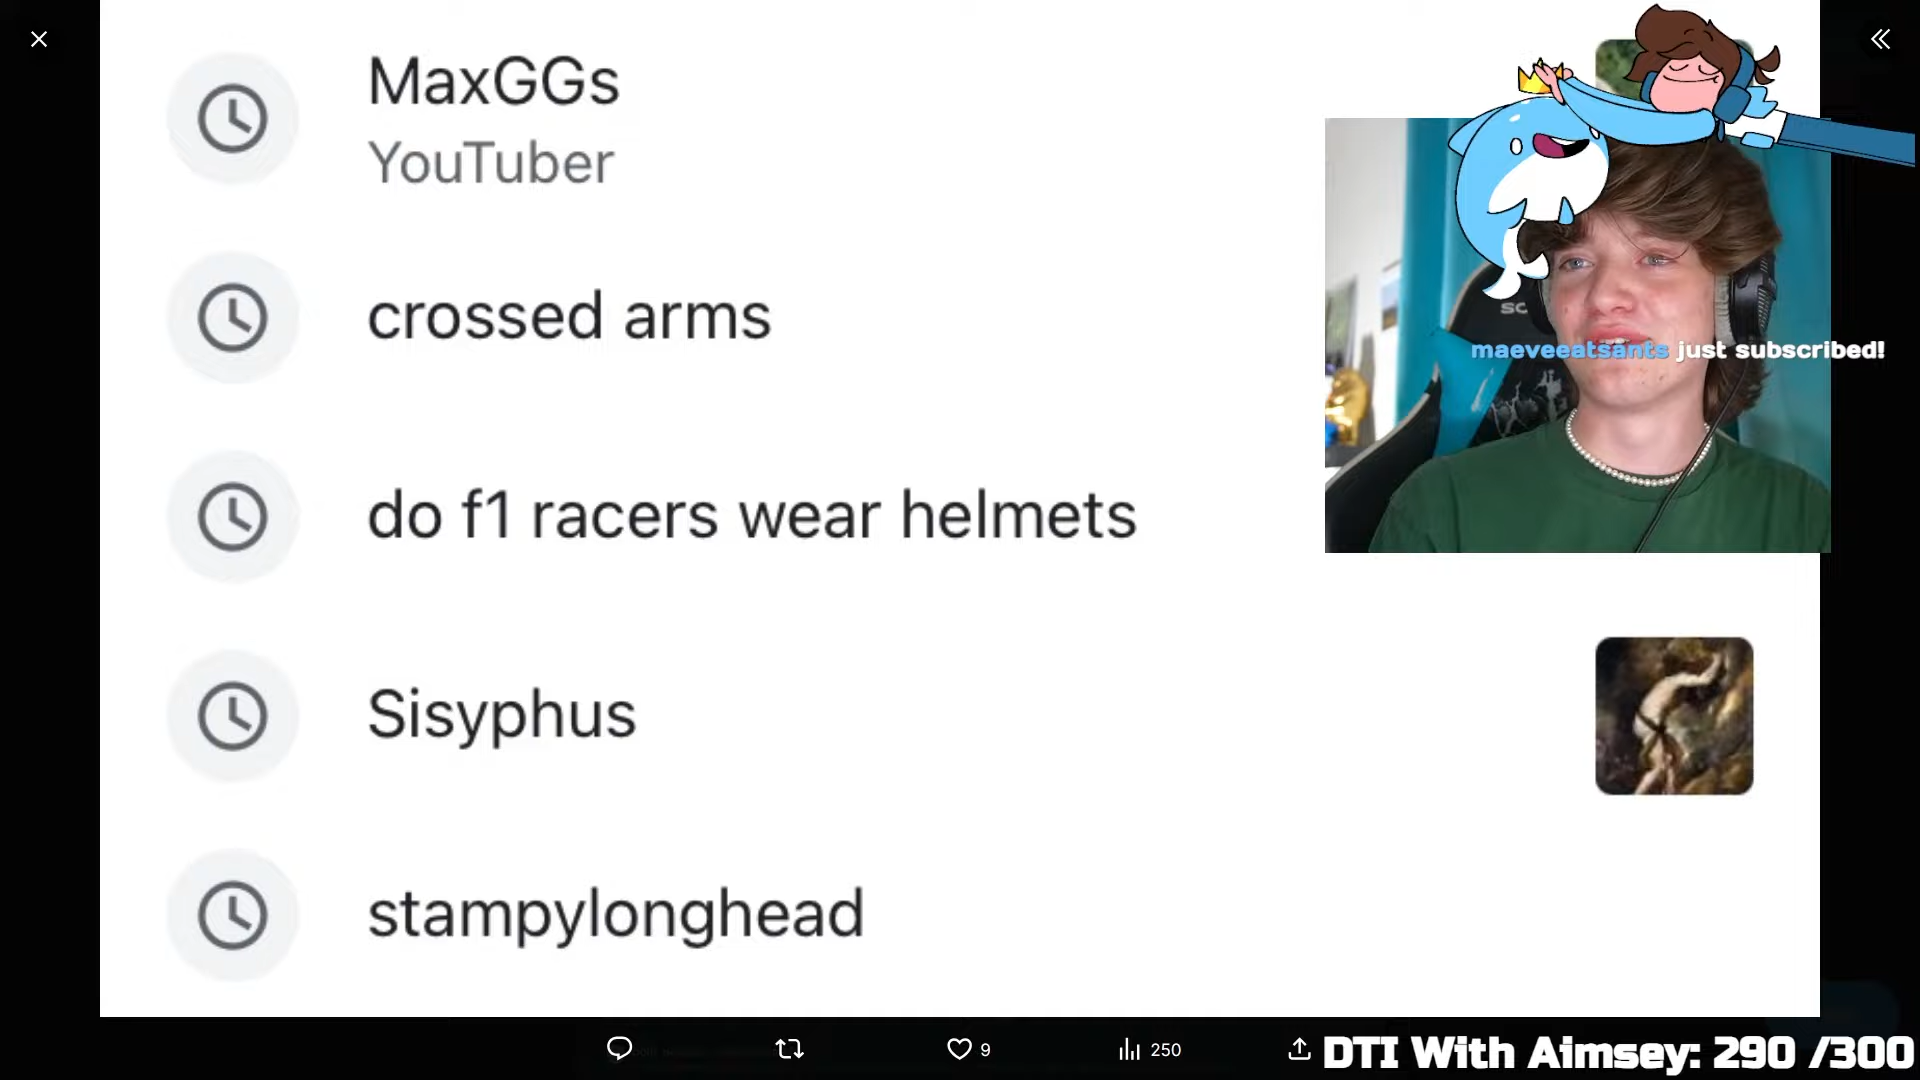 MaxGGs
YouTuber
crossed arms
do f1 racers wear helmets
Sisyphus
stampylonghead
SC
maeveeatsants just subscribed!
9
250
DTI With Aimsey: 290 /300